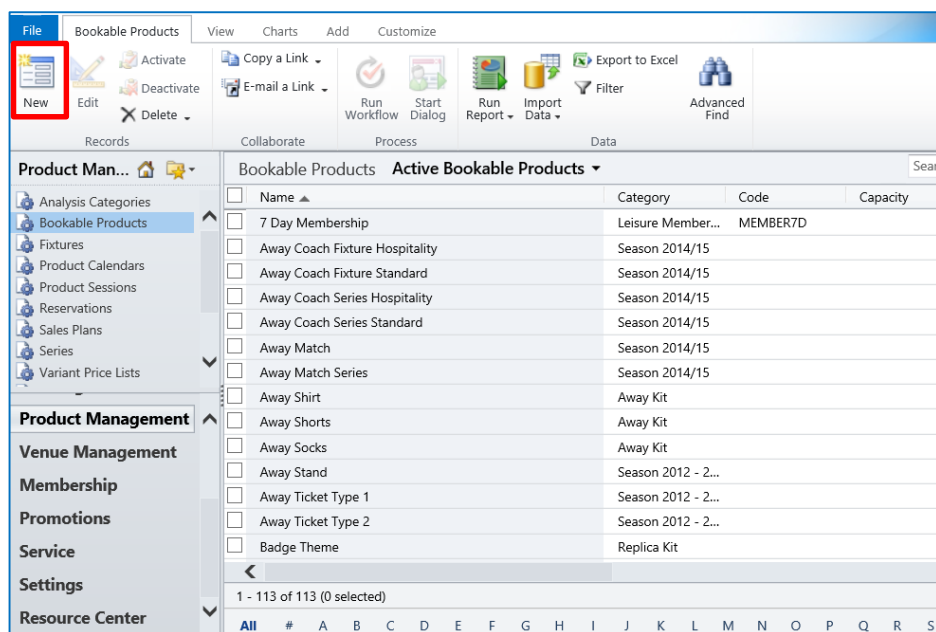 File Bookable Products View Charts Add Customize
New
Edit
Activate
Deactivate
Delete
Records
Copy a Link
E-mail a Link
Collaborate
Run Workflow
Start Dialog
Process
Run Report
Import Data
Export to Excel
Filter
Advanced Find
Data
Product Man...
Analysis Categories
Bookable Products
Fixtures
Product Calendars
Product Sessions
Reservations
Sales Plans
Series
Variant Price Lists
Product Management
Venue Management
Membership
Promotions
Service
Settings
Resource Center
Bookable Products Active Bookable Products
Sear
Name Category Code Capacity
7 Day Membership Leisure Member... MEMBER7D
Away Coach Fixture Hospitality Season 2014/15
Away Coach Fixture Standard Season 2014/15
Away Coach Series Hospitality Season 2014/15
Away Coach Series Standard Season 2014/15
Away Match Season 2014/15
Away Match Series Season 2014/15
Away Shirt Away Kit
Away Shorts Away Kit
Away Socks Away Kit
Away Stand Season 2012 - 2...
Away Ticket Type 1 Season 2012 - 2...
Away Ticket Type 2 Season 2012 - 2...
Badge Theme Replica Kit
1 - 113 of 113 (0 selected)
All # A B C D E F G H I J K L M N O P Q R S